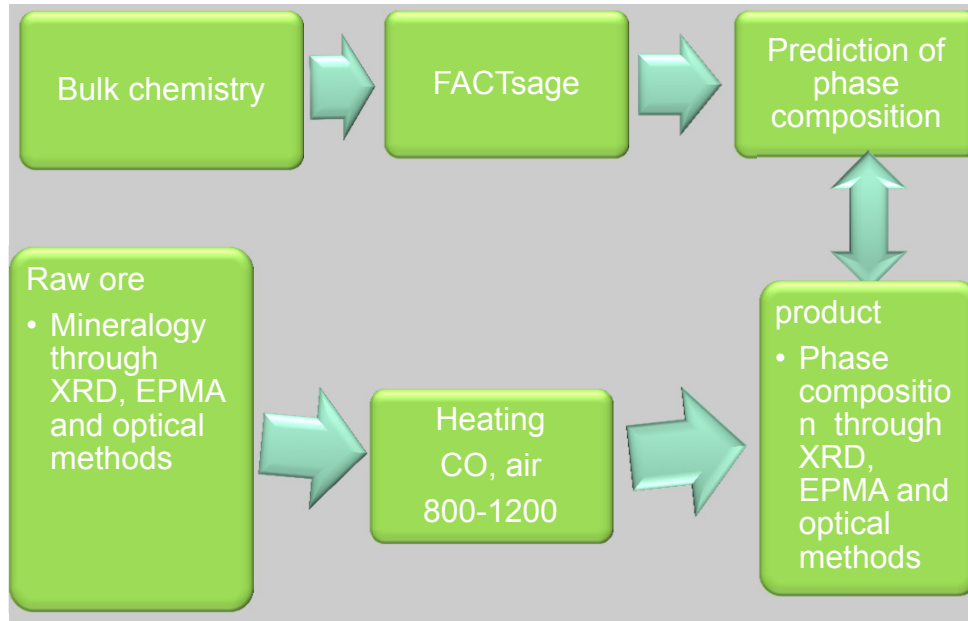 Bulk chemistry
FACTsage
Prediction of
phase
composition
Raw ore
• Mineralogy
through
XRD, EPMA
and optical
methods
Heating
CO, air
800-1200
product
• Phase
compositio
n through
XRD,
EPMA and
optical
methods